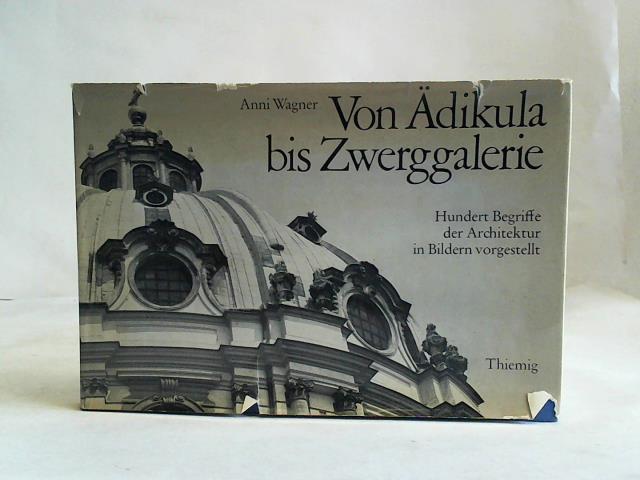 Anni Wagner Von Ädikula
bis Zwerggalerie
Hundert Begriffe
der Architektur
in Bildern vorgestellt
Thiemig